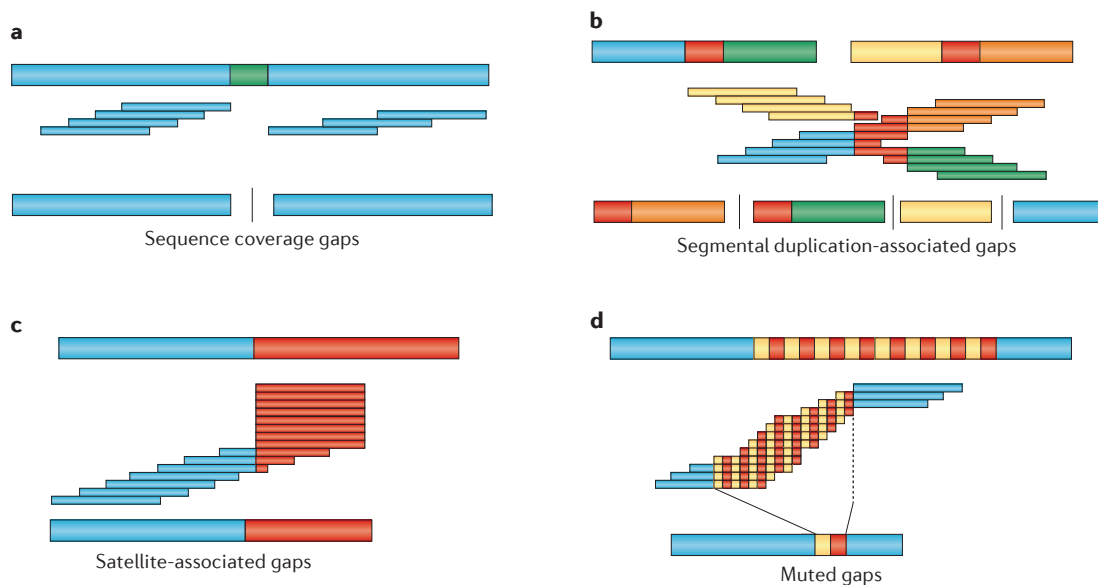 a
Sequence coverage gaps
b
Segmental duplication-associated gaps
c
Satellite-associated gaps
d
Muted gaps